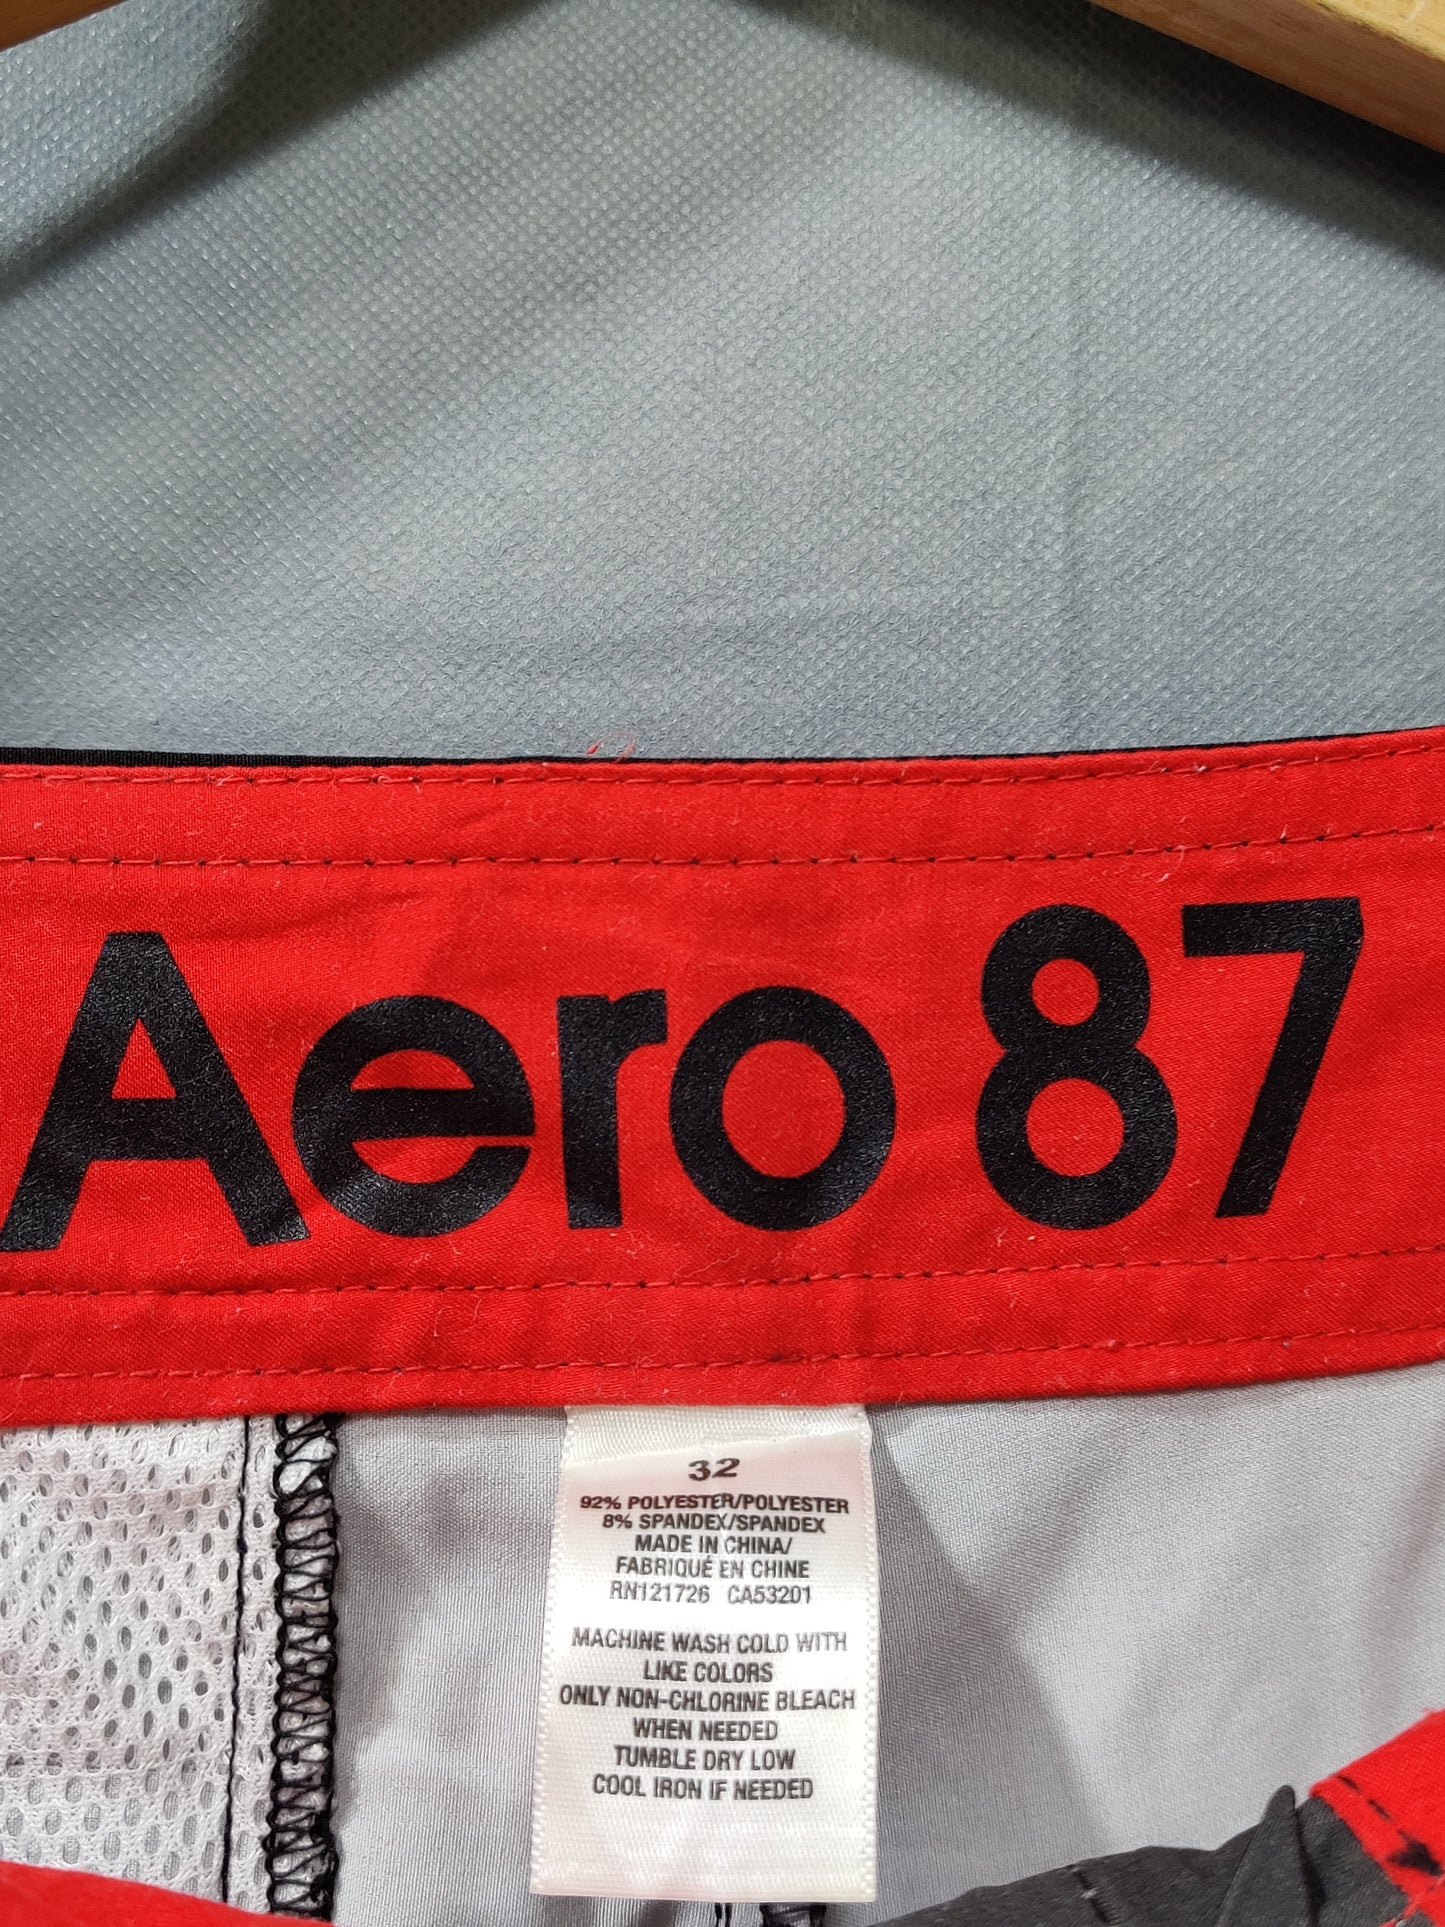 Aero 87
32
92% POLYESTER/POLYESTER
8% SPANDEX/SPANDEX
MADE IN CHINA/
FABRIQUÉ EN CHINE
RN121726 CA53201
MACHINE WASH COLD WITH
LIKE COLORS
ONLY NON-CHLORINE BLEACH
WHEN NEEDED
TUMBLE DRY LOW
COOL IRON IF NEEDED